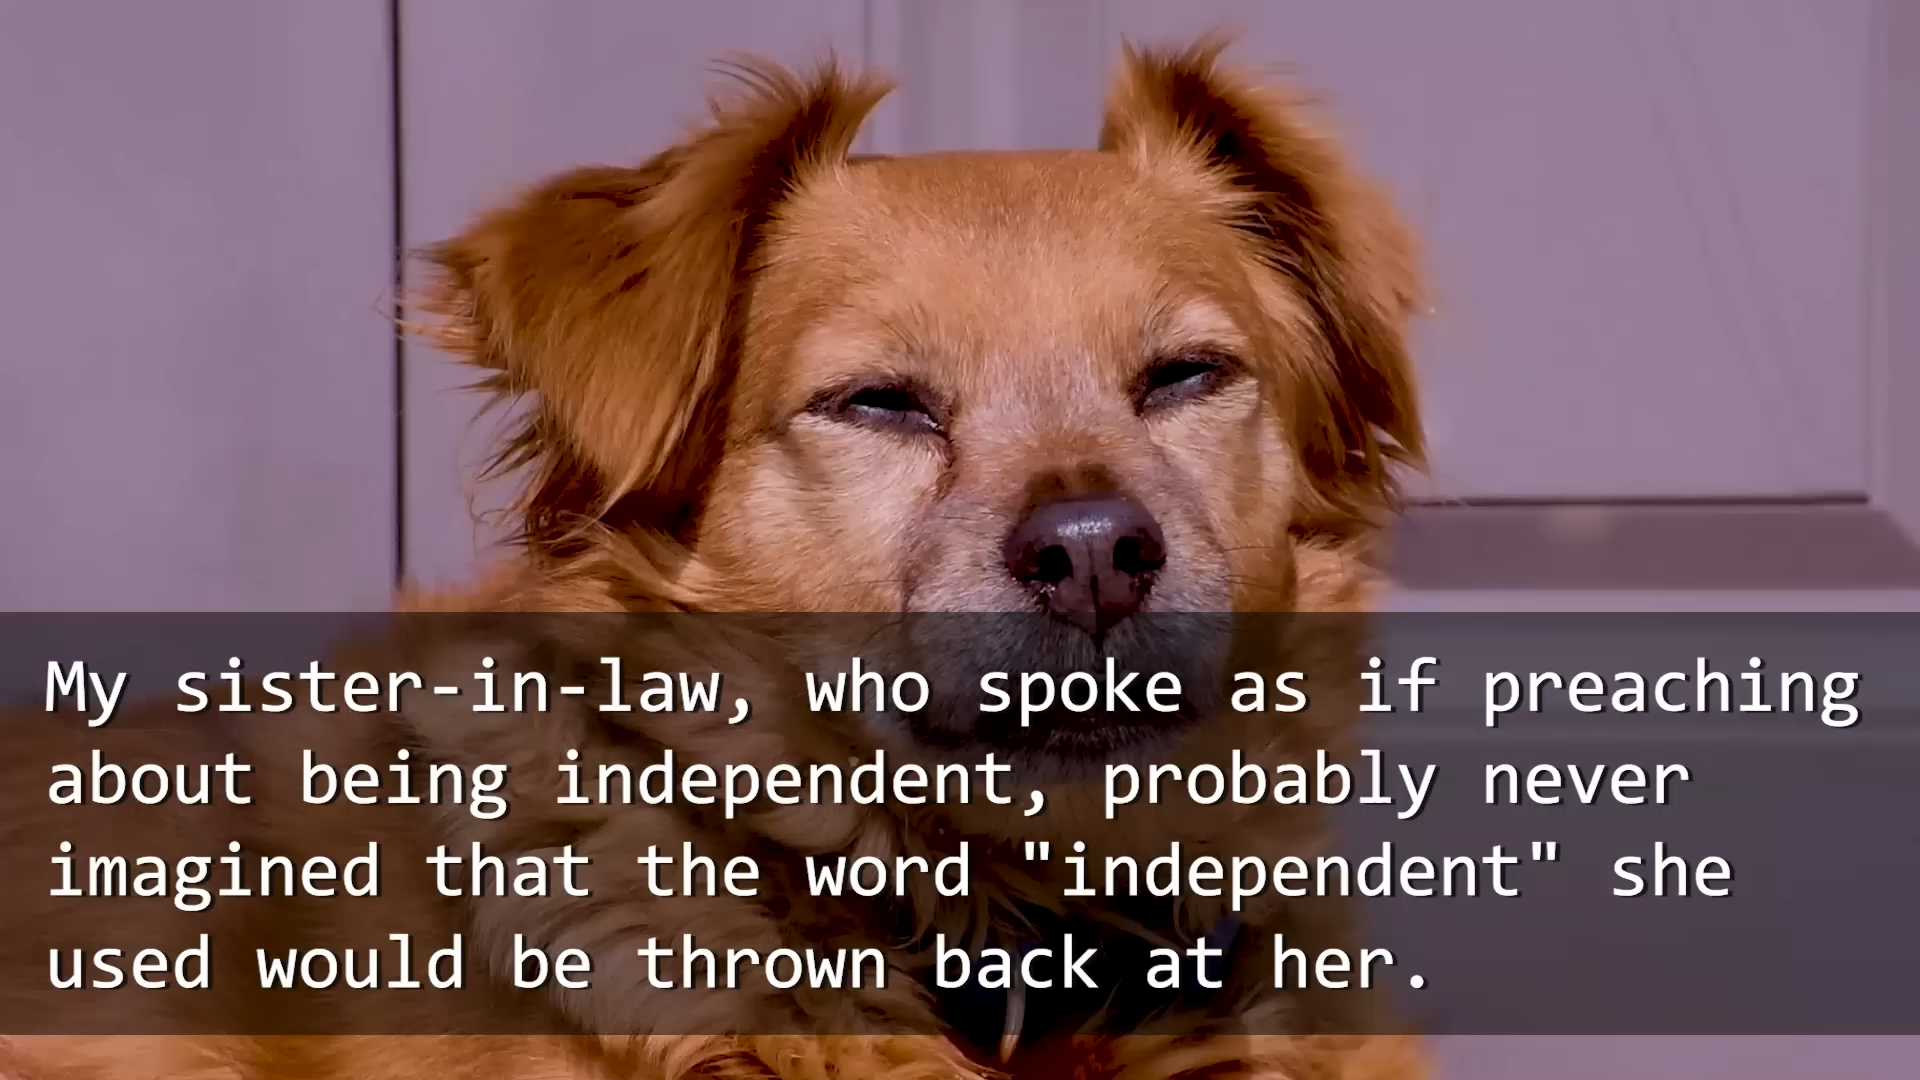 My sister-in-law, who spoke as if preaching
about being independent, probably never
imagined that the word "independent" she
used would be thrown back at her.